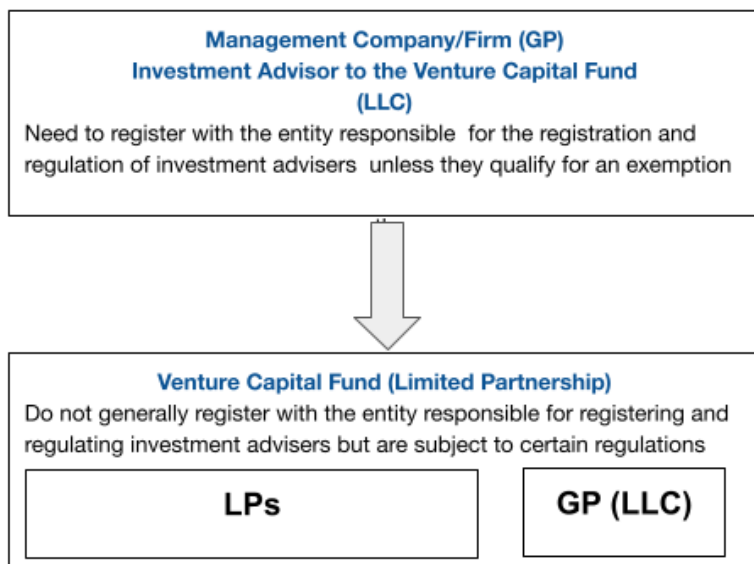 Management Company/Firm (GP)
Investment Advisor to the Venture Capital Fund
(LLC)
Need to register with the entity responsible  for the registration and
regulation of investment advisers  unless they qualify for an exemption
Venture Capital Fund (Limited Partnership)
Do not generally register with the entity responsible for registering and
regulating investment advisers but are subject to certain regulations
LPs
GP (LLC)